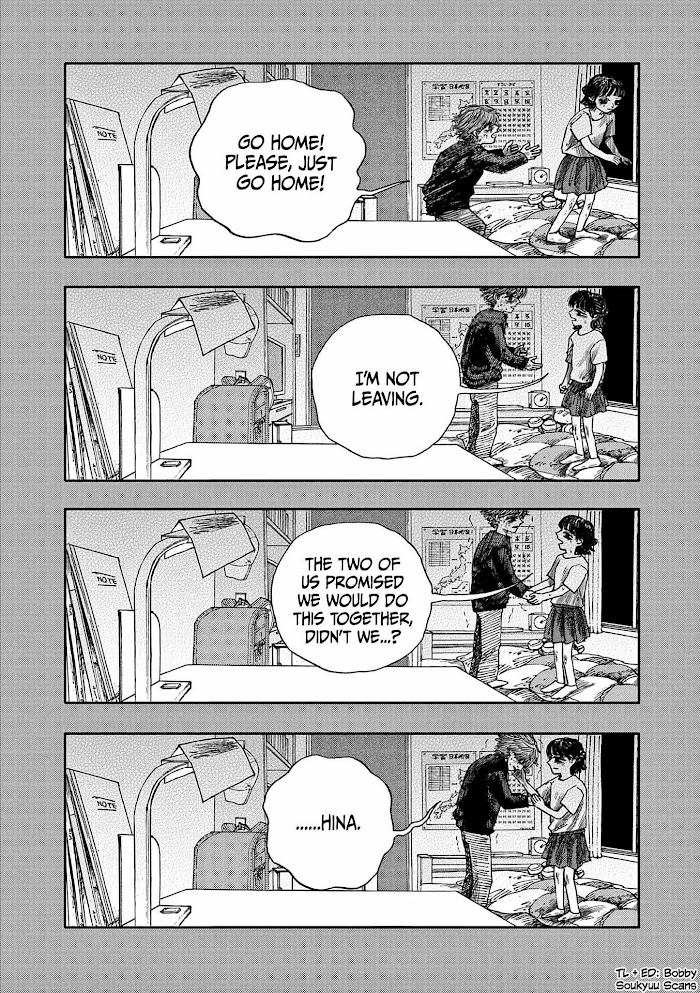 GO HOME!
PLEASE, JUST
GO HOME!
NOTE
I'M NOT
LEAVING.
NOTE
THE TWO OF
US PROMISED
WE WOULD DO
THIS TOGETHER,
DIDN'T WE...?
NOTE
......HINA.
NOTE
TL + ED: Bobby
Soukyuu Scans